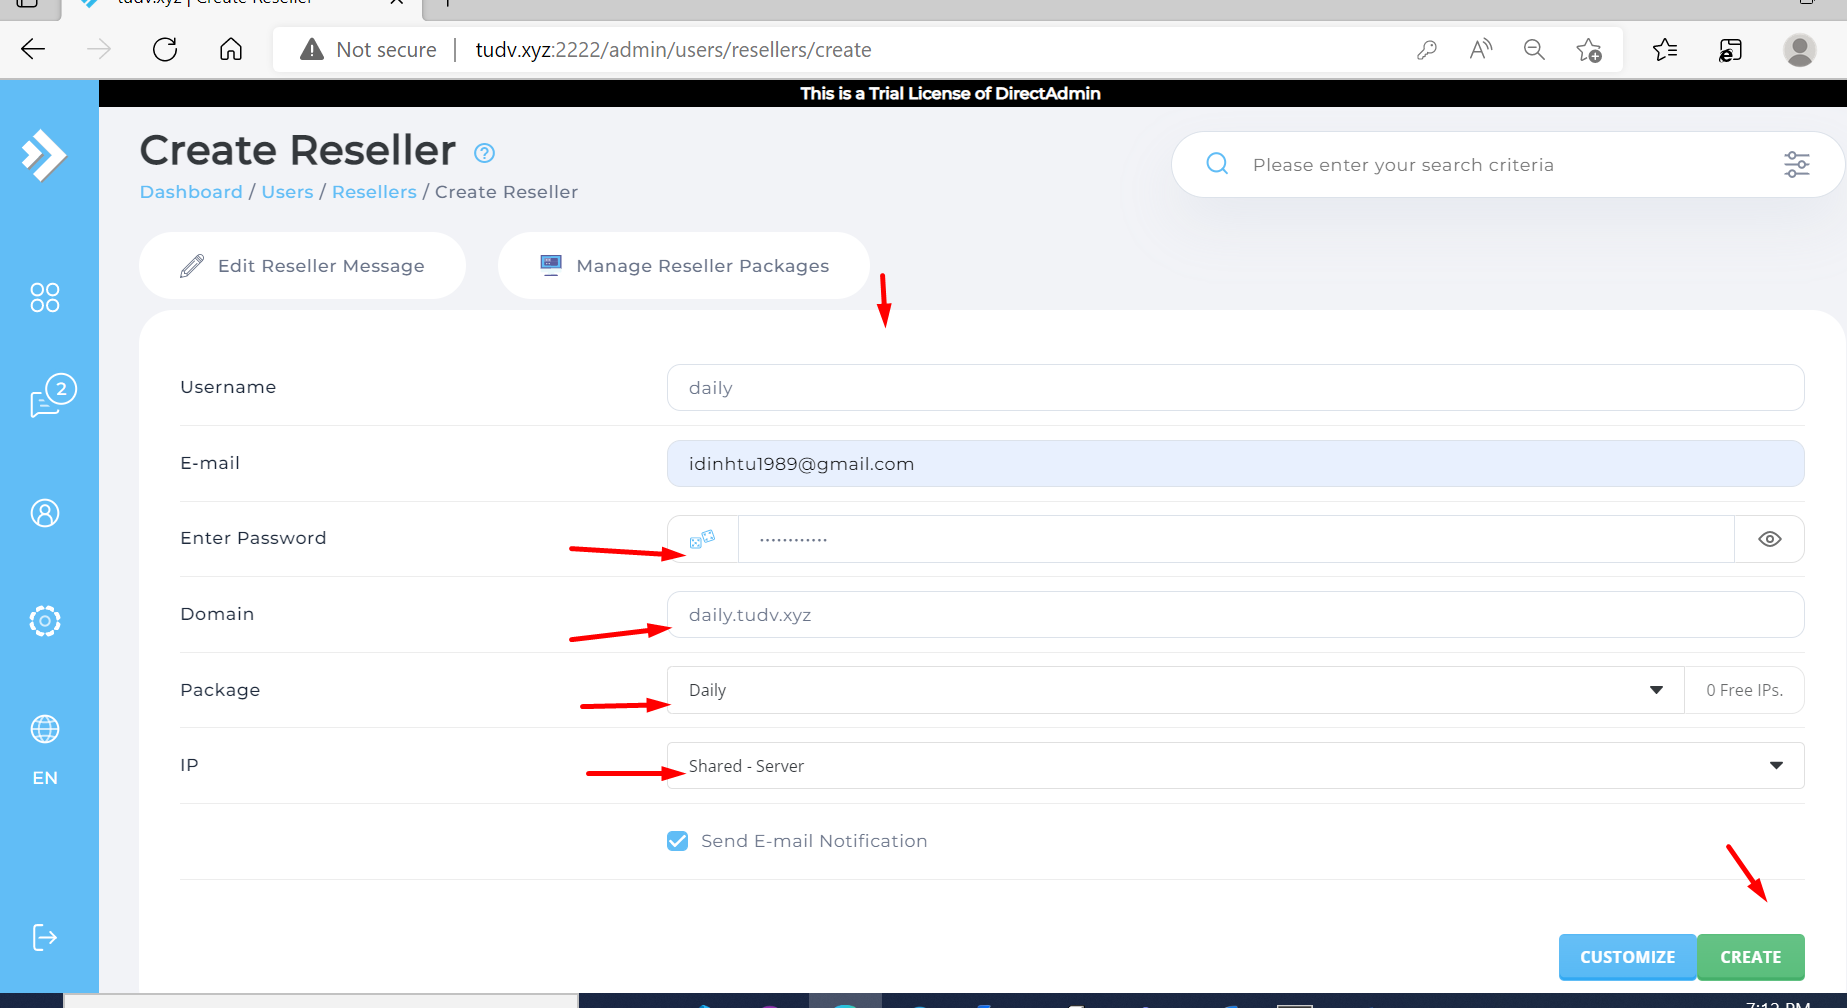 tudv.xyz | Create Reseller
Not secure | tudv.xyz:2222/admin/users/resellers/create
This is a Trial License of DirectAdmin
Create Reseller ?
Dashboard / Users / Resellers / Create Reseller
Please enter your search criteria
Edit Reseller Message
Manage Reseller Packages
2
EN
Username
daily
E-mail
idinhtu1989@gmail.com
Enter Password
••••••••••••
Domain
daily.tudv.xyz
Package
Daily
0 Free IPs.
IP
Shared - Server
Send E-mail Notification
CUSTOMIZE
CREATE
7:12 PM